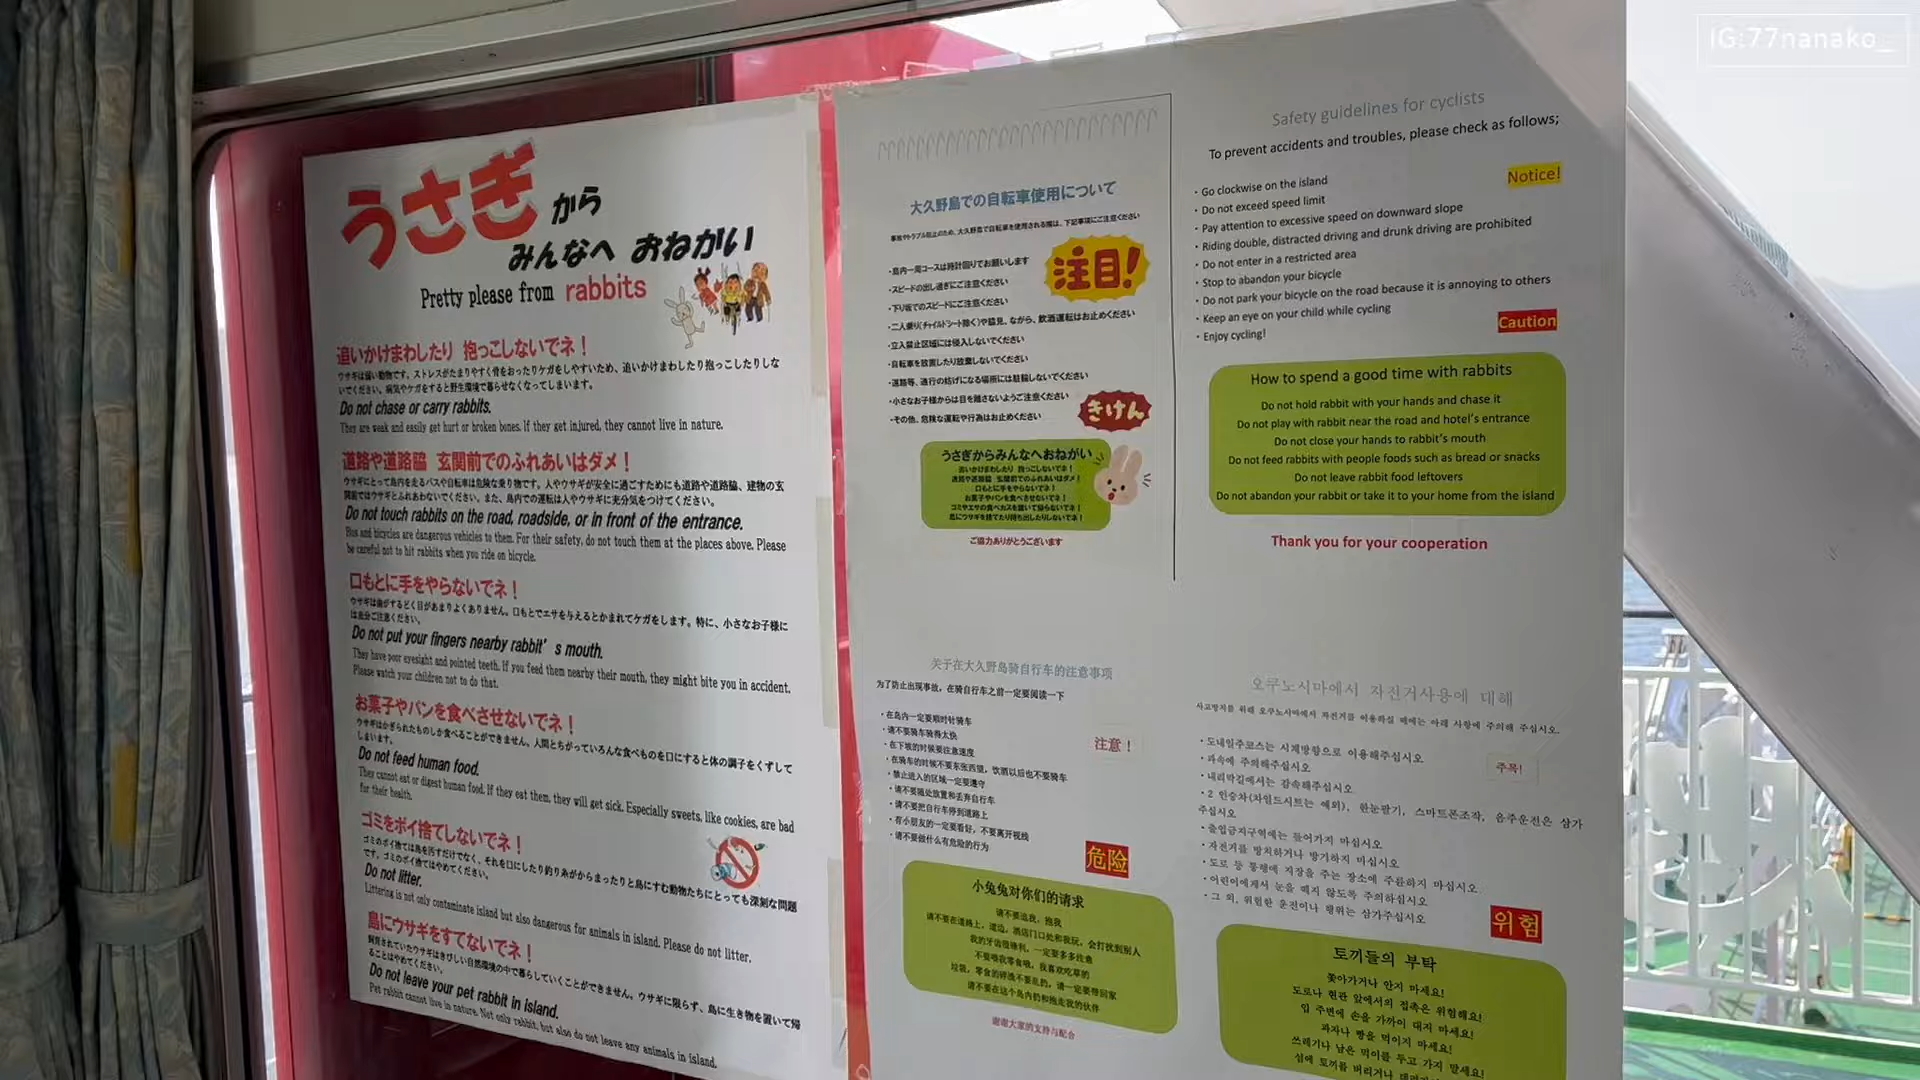 IG:77nanako_
うさぎから
みんなへ おねがい
Pretty please from rabbits
追いかけまわしたり 抱っこしないでネ！
ウサギは弱い動物です。ストレスがたまりやすく骨をおったりケガをしやすいため、追いかけまわしたり抱っこしたりしな
いでください。病気やケガをすると野生環境で暮らせなくなってしまいます。
Do not chase or carry rabbits.
They are weak and easily get hurt or broken bones. If they get injured, they cannot live in nature.
道路や道路脇 玄関前でのふれあいはダメ！
ウサギにとって島内を走るバスや自転車は危険な乗り物です。人やウサギが安全に過ごすためにも道路や道路脇、建物の玄
関前ではウサギとふれあわないでください。また、島内での運転は人やウサギに充分気をつけてください。
Do not touch rabbits on the road, roadside, or in front of the entrance.
Bus and bicycles are dangerous vehicles to them. For their safety, do not touch them at the places above. Please
be careful not to hit rabbits when you ride on bicycle.
口もとに手をやらないでネ！
ウサギは歯がするどく目があまりよくありません。口もとでエサを与えるとかまれてケガをします。特に、小さなお子様に
は充分ご注意ください。
Do not put your fingers nearby rabbit's mouth.
They have poor eyesight and pointed teeth. If you feed them nearby their mouth, they might bite you in accident.
Please watch your children not to do that.
お菓子やパンを食べさせないでネ！
ウサギはかぎられたものしか食べることができません。人間とちがっていろんな食べものを口にすると体の調子をくずして
しまいます。
Do not feed human food.
They cannot eat or digest human food. If they eat them, they will get sick. Especially sweets, like cookies, are bad
for their health.
ゴミをポイ捨てしないでネ！
ゴミのポイ捨ては島を汚すだけでなく、それを口にしたり釣り糸がからまったりと島にすむ動物たちにとっても深刻な問題
です。ゴミのポイ捨てはやめてください。
Do not litter.
Littering is not only contaminate island but also dangerous for animals in island. Please do not litter.
島にウサギをすてないでネ！
飼育されていたウサギはきびしい自然環境の中で暮らしていくことができません。ウサギに限らず、島に生き物を置いて帰
ることはやめてください。
Do not leave your pet rabbit in island.
Pet rabbit cannot live in nature. Not only rabbit, but also do not leave any animals in island.
大久野島での自転車使用について
事故やトラブル防止のため、大久野島で自転車を使用される際は、下記事項にご注意ください
注目！
・島内一周コースは時計回りでお願いします
・スピードの出し過ぎにご注意ください
・下り坂でのスピードにご注意ください
・二人乗り(チャイルドシート除く)や脇見、ながら、飲酒運転はお止めください
・立入禁止区域には侵入しないでください
・自転車を放置したり放棄しないでください
・道路等、通行の妨げになる場所には駐輪しないでください
・小さなお子様からは目を離さないようご注意ください
・その他、危険な運転や行為はお止めください
きけん
うさぎからみんなへおねがい
追いかけまわしたり 抱っこしないでネ！
道路や道路脇 玄関前でのふれあいはダメ！
口もとに手をやらないでネ！
お菓子やパンを食べさせないでネ！
ゴミやエサの食べカスを置いて帰らないでネ！
島にウサギを捨てたり持ち出したりしないでネ！
ご協力ありがとうございます
Safety guidelines for cyclists
To prevent accidents and troubles, please check as follows;
Notice!
・Go clockwise on the island
・Do not exceed speed limit
・Pay attention to excessive speed on downward slope
・Riding double, distracted driving and drunk driving are prohibited
・Do not enter in a restricted area
・Stop to abandon your bicycle
・Do not park your bicycle on the road because it is annoying to others
・Keep an eye on your child while cycling
・Enjoy cycling!
Caution
How to spend a good time with rabbits
Do not hold rabbit with your hands and chase it
Do not play with rabbit near the road and hotel's entrance
Do not close your hands to rabbit's mouth
Do not feed rabbits with people foods such as bread or snacks
Do not leave rabbit food leftovers
Do not abandon your rabbit or take it to your home from the island
Thank you for your cooperation
关于在大久野岛骑自行车的注意事项
为了防止出现事故，在骑自行车之前一定要阅读一下
・在岛内一定要顺时针骑车
・请不要骑车骑得太快
・在下坡的时候要注意速度
・在骑车的时候不要东张西望，饮酒以后也不要骑车
・禁止进入的区域一定要遵守
・请不要随处放置和丢弃自行车
・请不要把自行车停到道路上
・有小朋友的一定要看好，不要离开视线
・请不要做什么有危险的行为
注意！
危险
小兔兔对你们的请求
请不要追我，抱我
请不要在道路上，道边，酒店门口处和我玩，会打扰到别人
我的牙齿很锋利，一定要多多注意
不要喂我零食哦，我喜欢吃草的
垃圾，零食的碎渣不要乱扔，请一定要带回家
请不要在这个岛内扔和抱走我的伙伴
谢谢大家的支持与配合
오쿠노시마에서 자전거사용에 대해
사고방지를 위해 오쿠노시마에서 자전거를 이용하실 때에는 아래 사항에 주의해 주십시오.
・도내일주코스는 시계방향으로 이용해주십시오
・과속에 주의해주십시오
・내리막길에서는 감속해주십시오
・2 인승차(차일드시트는 예외), 한눈팔기, 스마트폰조작, 음주운전은 삼가
주십시오
・출입금지구역에는 들어가지 마십시오
・자전거를 방치하거나 방기하지 마십시오
・도로 등 통행에 지장을 주는 장소에 주륜하지 마십시오
・어린이에게서 눈을 떼지 않도록 주의하십시오
・그 외, 위험한 운전이나 행위는 삼가주십시오
주목!
위험
토끼들의 부탁
쫓아가거나 안지 마세요!
도로나 현관 앞에서의 접촉은 위험해요!
입 주변에 손을 가까이 대지 마세요!
과자나 빵을 먹이지 마세요!
쓰레기나 남은 먹이를 두고 가지 말세요!
섬에 토끼를 버리거나